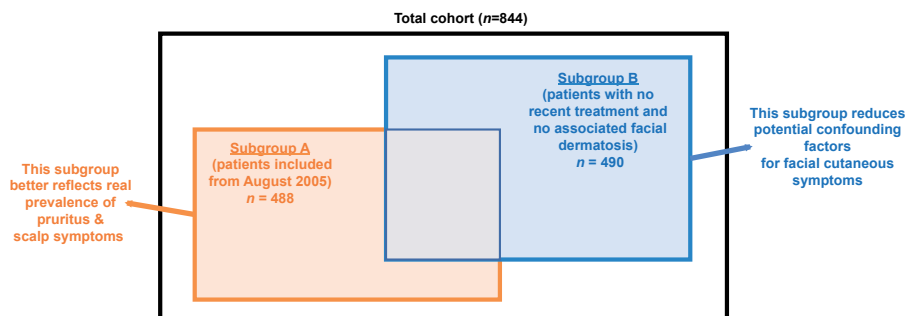 Total cohort (n=844)
Subgroup B
(patients with no
recent treatment and
no associated facial
dermatosis)
n = 490
This subgroup reduces
potential confounding
factors
for facial cutaneous
symptoms
Subgroup A
(patients included
from August 2005)
n = 488
This subgroup
better reflects real
prevalence of
pruritus &
scalp symptoms